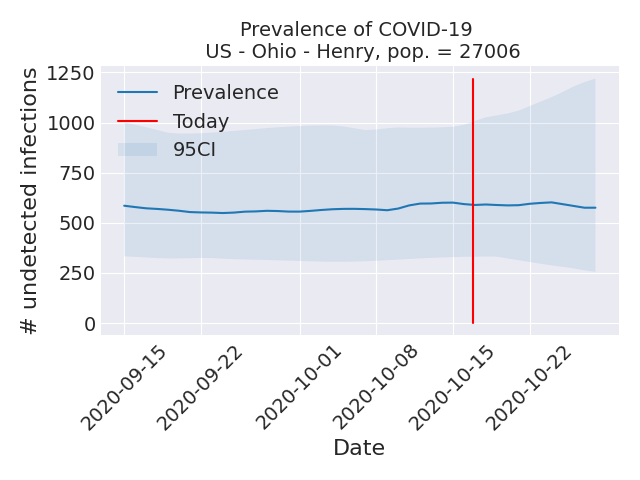 Prevalence of COVID-19
US - Ohio - Henry, pop. = 27006
# undetected infections
1250
1000
750
500
250
0
Prevalence
Today
95CI
2020-09-15
2020-09-22
2020-10-01
2020-10-08
2020-10-15
2020-10-22
Date